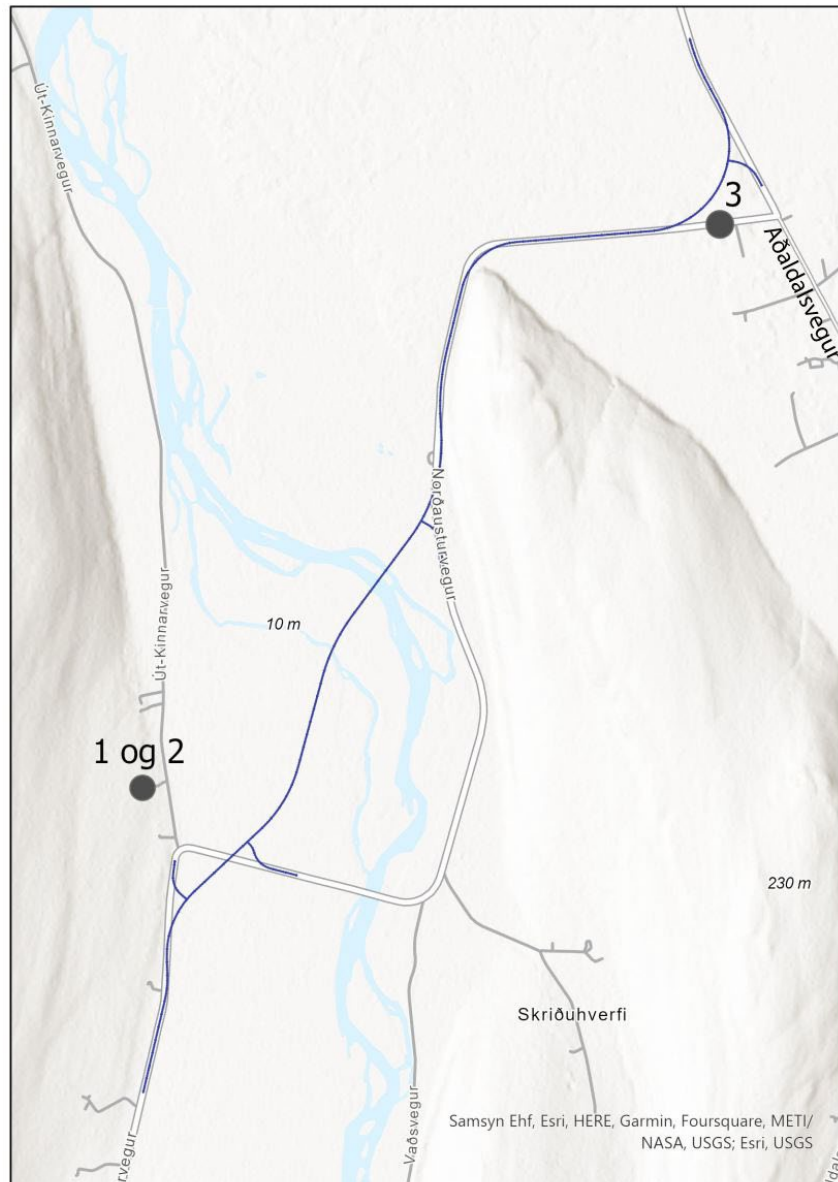 Út-Kinnarvegur
3
Aðaldalsvegur
Norðausturvegur
Út-Kinnarvegur
10 m
1 og 2
230 m
Skriðuhverfi
Vaðsvegur
rvegur
Samsyn Ehf, Esri, HERE, Garmin, Foursquare, METI/
NASA, USGS; Esri, USGS